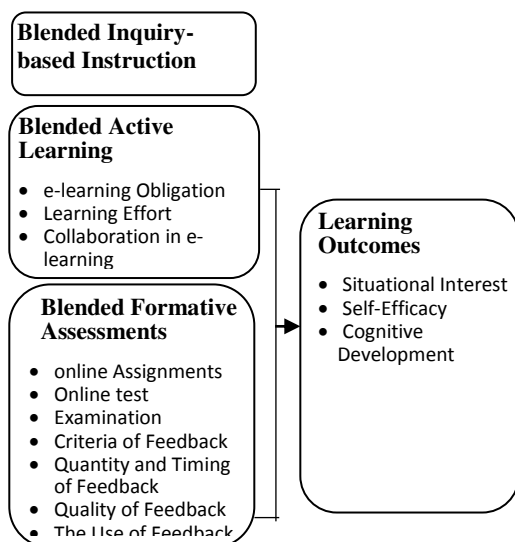 Blended Inquiry-
based Instruction
Blended Active
Learning
• e-learning Obligation
• Learning Effort
• Collaboration in e-
learning
Blended Formative
Assessments
• online Assignments
• Online test
• Examination
• Criteria of Feedback
• Quantity and Timing
of Feedback
• Quality of Feedback
• The Use of Feedback
Learning
Outcomes
• Situational Interest
• Self-Efficacy
• Cognitive
Development